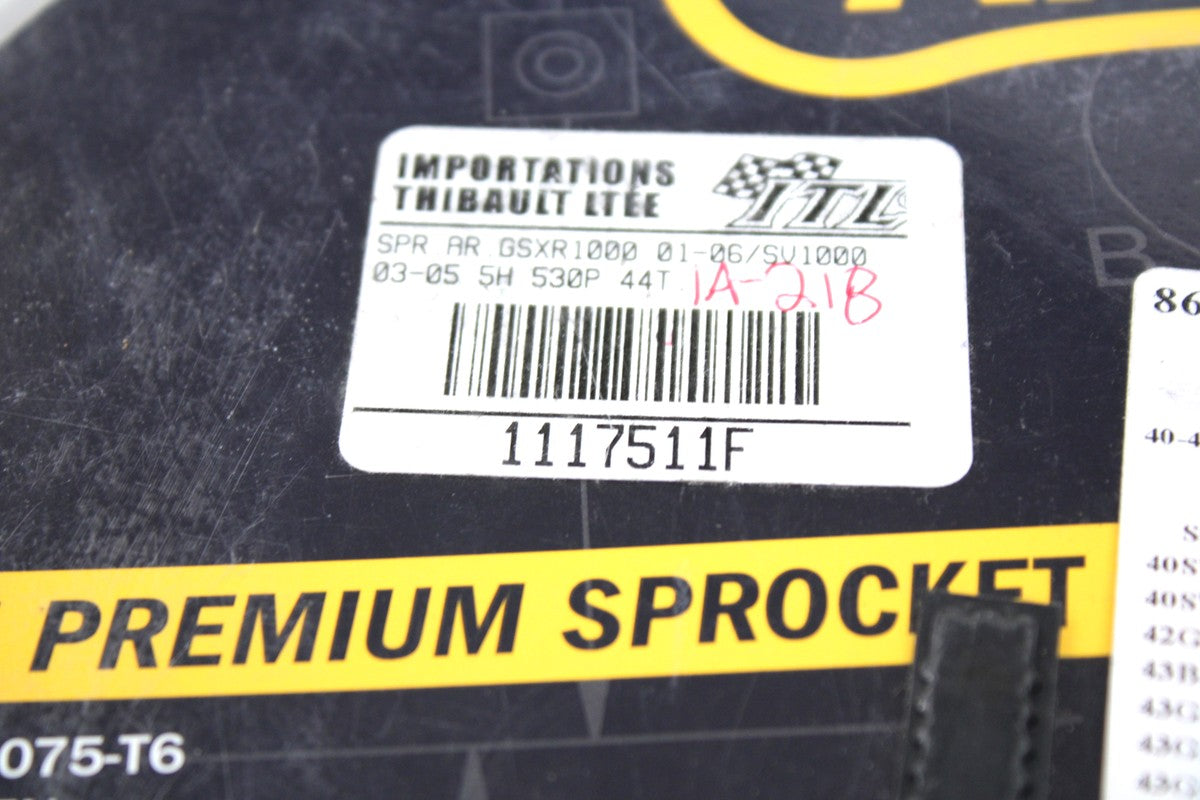 IMPORTATIONS
THIBAULT LTÉE
ITL
SPR AR.GSXR1000 01-06/SV1000
03-05 5H 530P 44T
1A-21B
1117511F
PREMIUM SPROCKET
075-T6
B
86
40-4
S
40S
40S
42G
43B
43G
43G
43G